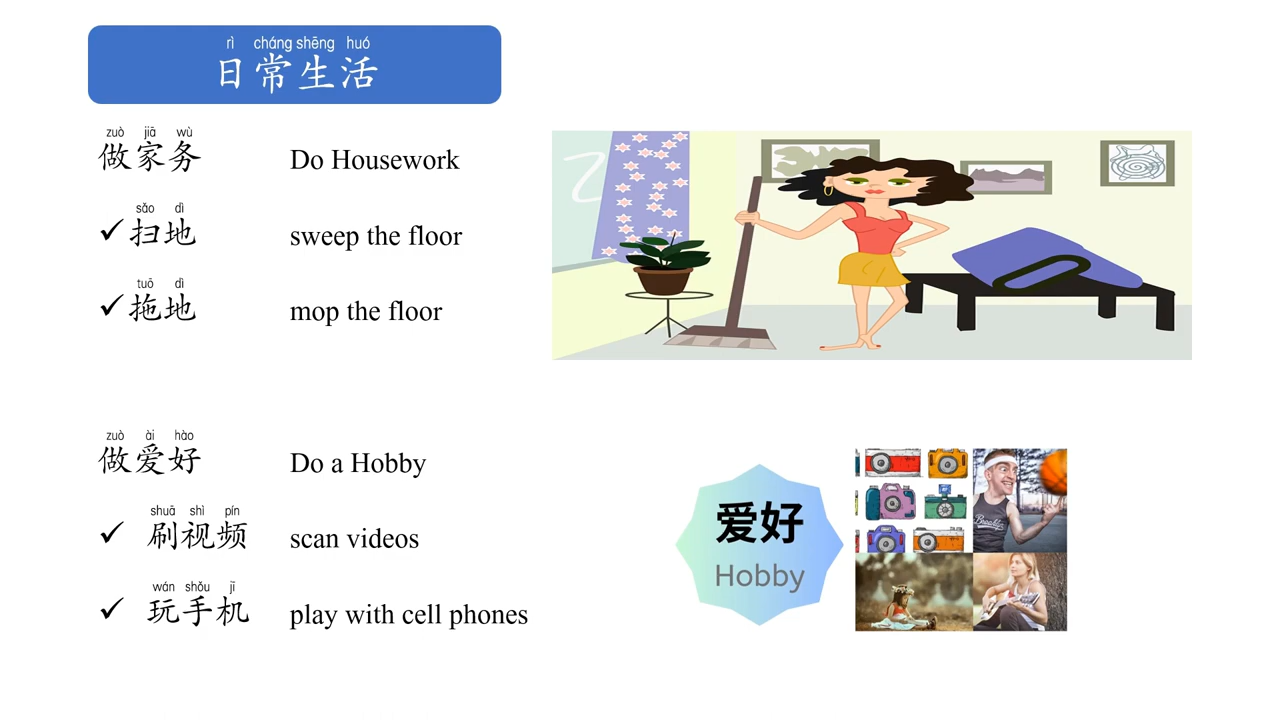 rì cháng shēng huó
日常生活
zuò jiā wù
做家务 Do Housework
sǎo dì
✓扫地 sweep the floor
tuō dì
✓拖地 mop the floor
zuò ài hào
做爱好 Do a Hobby
shuā shì pín
✓ 刷视频 scan videos
wán shǒu jī
✓ 玩手机 play with cell phones
爱好
Hobby